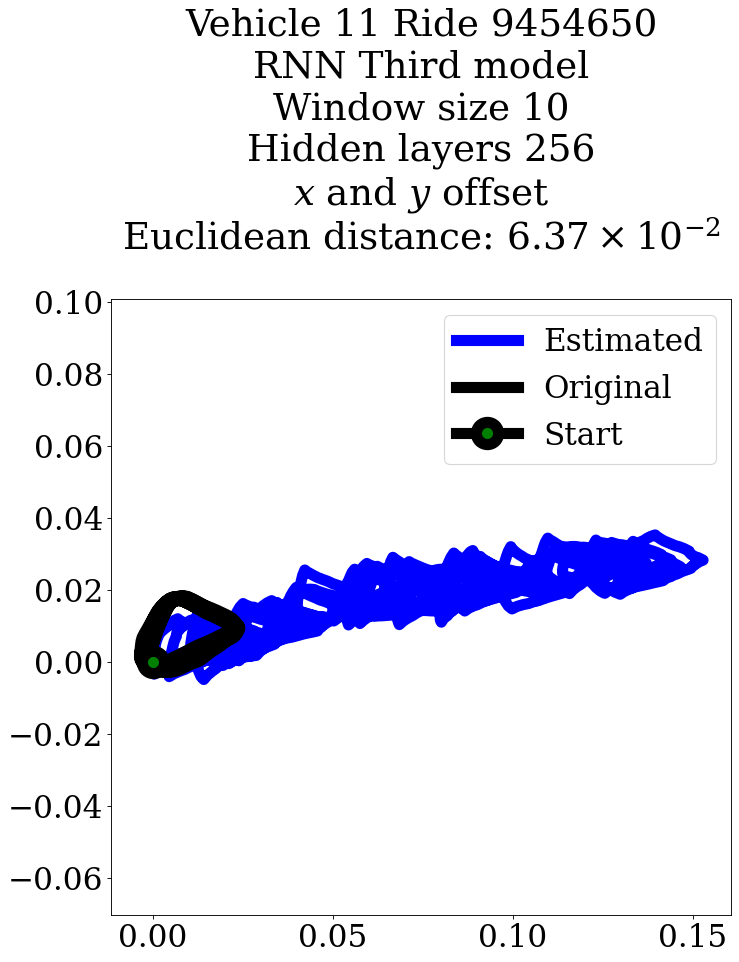 Vehicle 11 Ride 9454650
RNN Third model
Window size 10
Hidden layers 256
x and y offset
Euclidean distance: 6.37 × 10⁻²
Estimated
Original
Start
0.10
0.08
0.06
0.04
0.02
0.00
−0.02
−0.04
−0.06
0.00 0.05 0.10 0.15